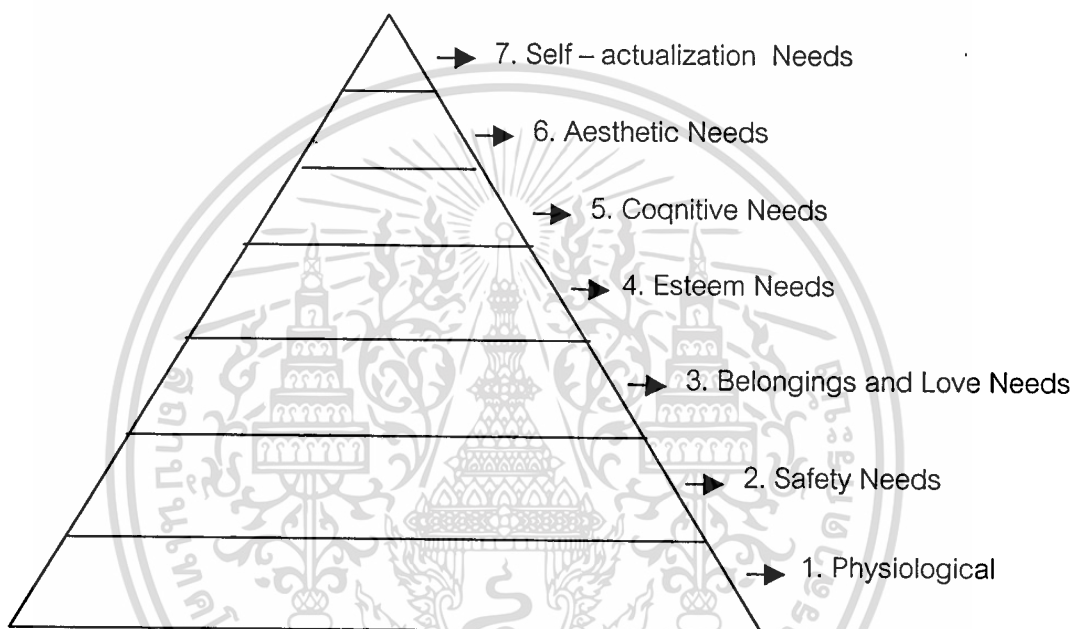 7. Self – actualization Needs
6. Aesthetic Needs
5. Coqnitive Needs
4. Esteem Needs
3. Belongings and Love Needs
2. Safety Needs
1. Physiological